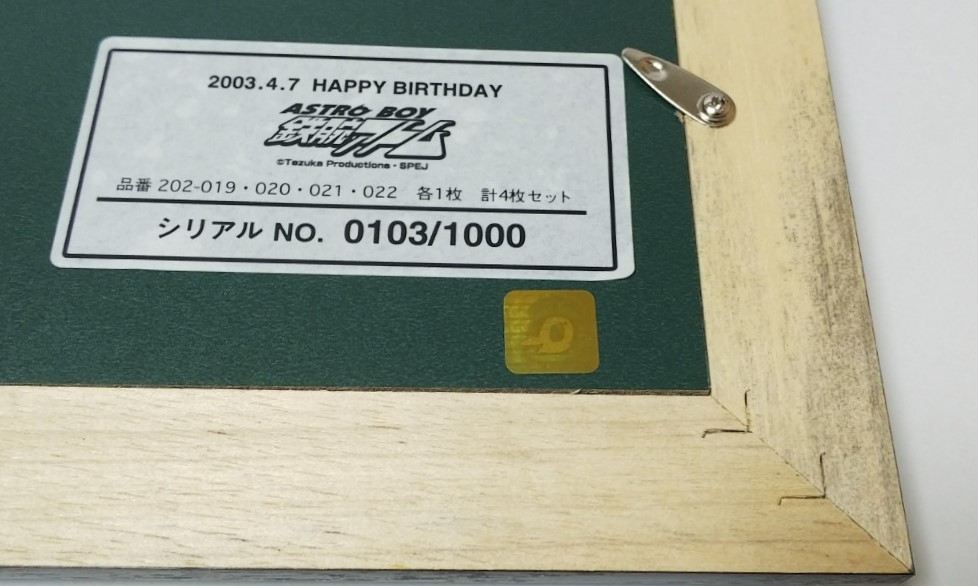 2003.4.7 HAPPY BIRTHDAY
ASTRO BOY
鉄腕アトム
©Tezuka Productions・SPEJ
品番 202-019・020・021・022 各1枚 計4枚セット
シリアル NO. 0103/1000